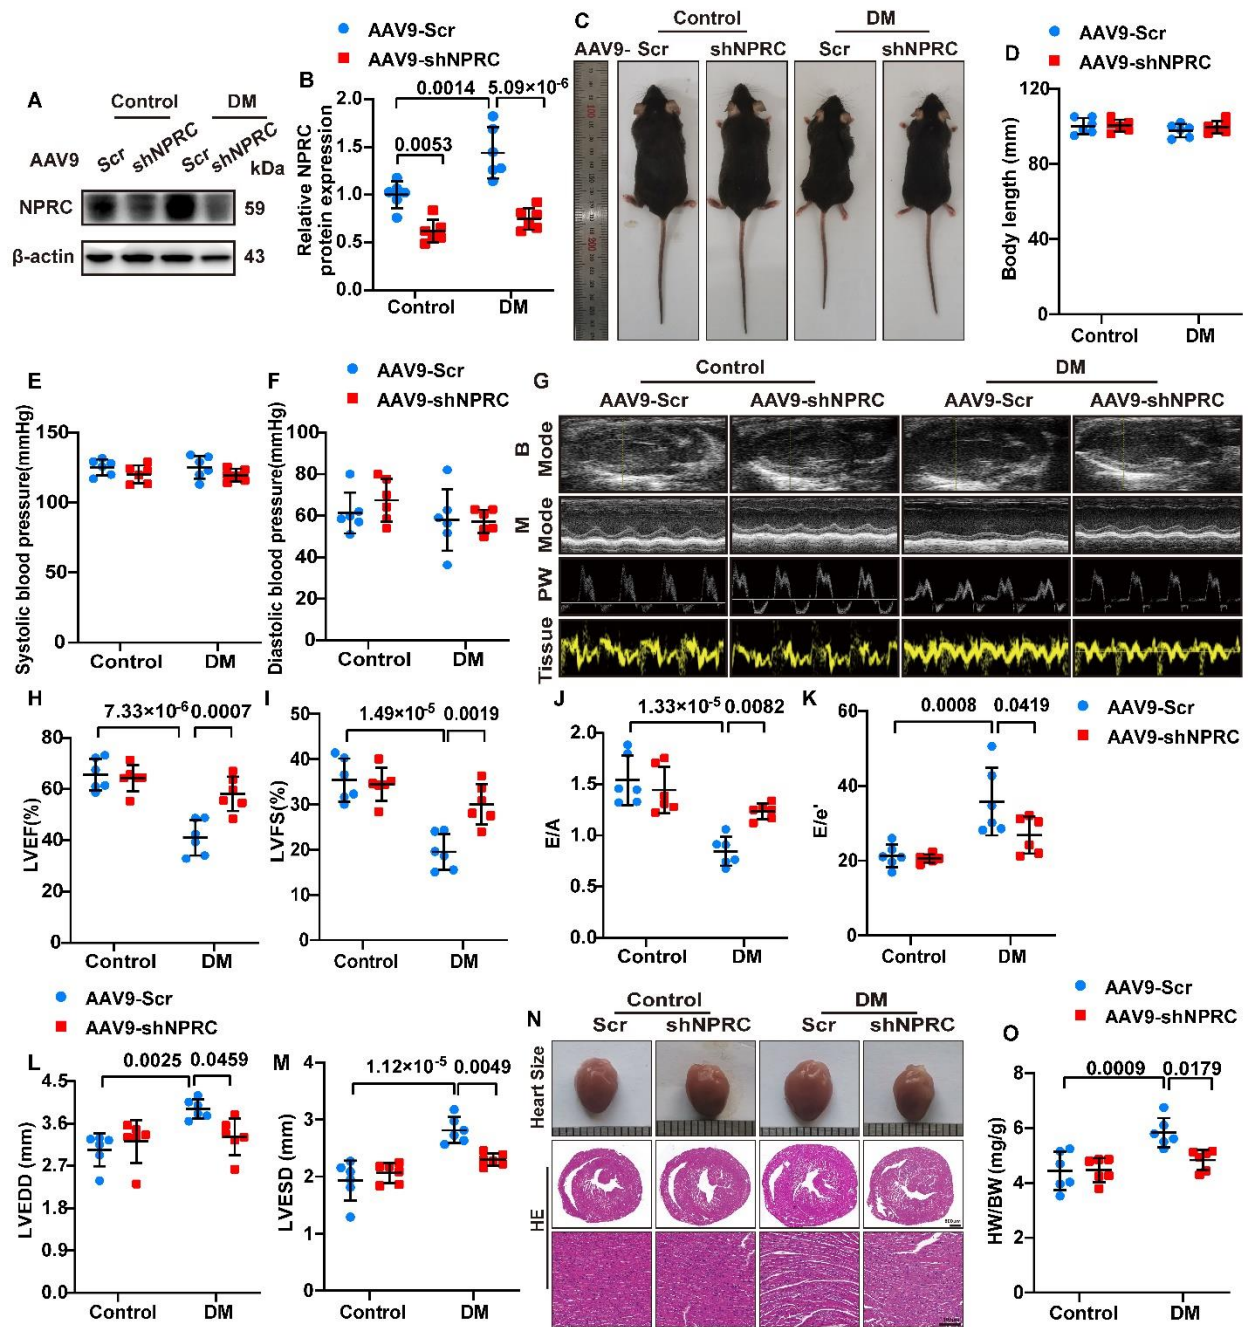 A
Control DM
AAV9 Scr shNPRC Scr shNPRC kDa
NPRC 59
β-actin 43
AAV9-Scr
AAV9-shNPRC
B
0.0014 5.09×10⁻⁶
0.0053
Relative NPRC protein expression
2.0
1.5
1.0
0.5
0.0
Control DM
C
Control DM
AAV9- Scr shNPRC Scr shNPRC
AAV9-Scr
AAV9-shNPRC
D
Body length (mm)
120
80
40
0
Control DM
E
Systolic blood pressure(mmHg)
150
100
50
0
Control DM
AAV9-Scr
AAV9-shNPRC
F
Diastolic blood pressure(mmHg)
100
80
60
40
20
0
Control DM
G
Control DM
AAV9-Scr AAV9-shNPRC AAV9-Scr AAV9-shNPRC
B Mode
M Mode
PW
Tissue
H
7.33×10⁻⁶ 0.0007
LVEF(%)
80
60
40
20
0
Control DM
I
1.49×10⁻⁵ 0.0019
LVFS(%)
50
40
30
20
10
0
Control DM
J
1.33×10⁻⁵ 0.0082
E/A
2.0
1.5
1.0
0.5
0.0
Control DM
K
0.0008 0.0419
E/e'
60
40
20
0
Control DM
AAV9-Scr
AAV9-shNPRC
AAV9-Scr
AAV9-shNPRC
L
0.0025 0.0459
LVEDD (mm)
4.5
3.6
2.7
1.8
0.9
0.0
Control DM
M
1.12×10⁻⁵ 0.0049
LVESD (mm)
4
3
2
1
0
Control DM
N
Control DM
Scr shNPRC Scr shNPRC
Heart Size
HE
AAV9-Scr
AAV9-shNPRC
O
0.0009 0.0179
HW/BW (mg/g)
8
6
4
2
0
Control DM